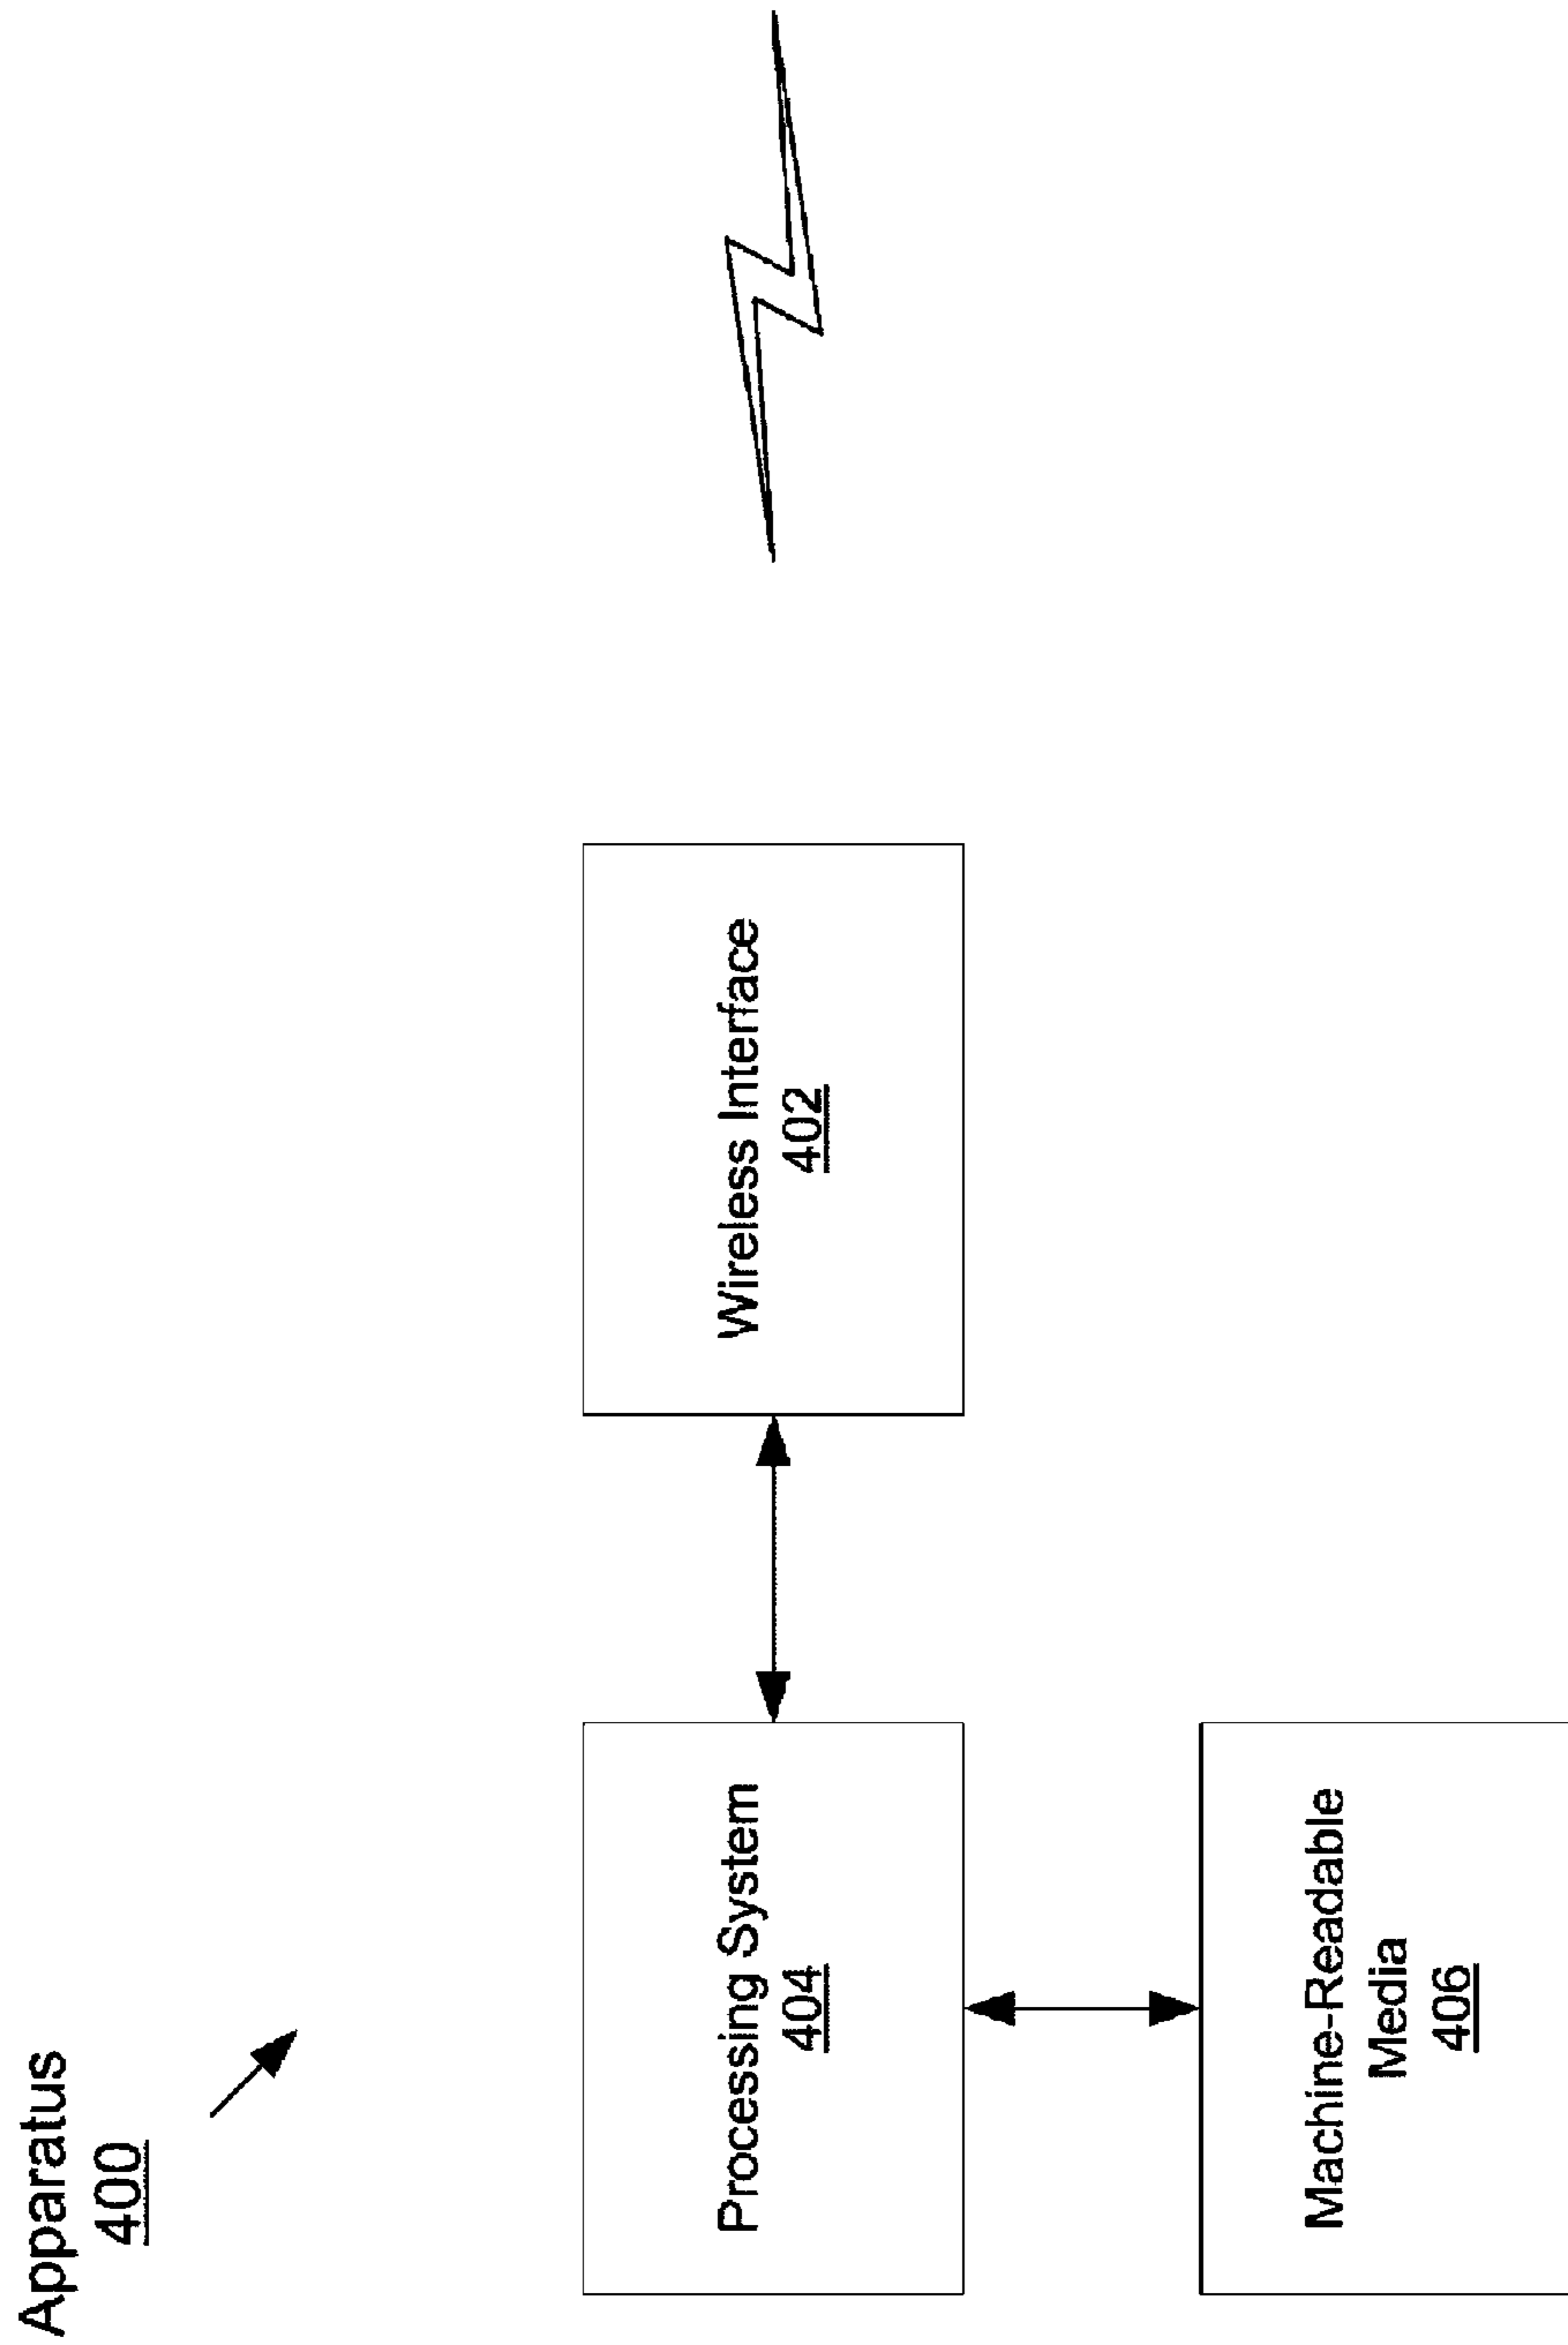 Apparatus
400
Processing System
404
Wireless Interface
402
Machine-Readable
Media
406